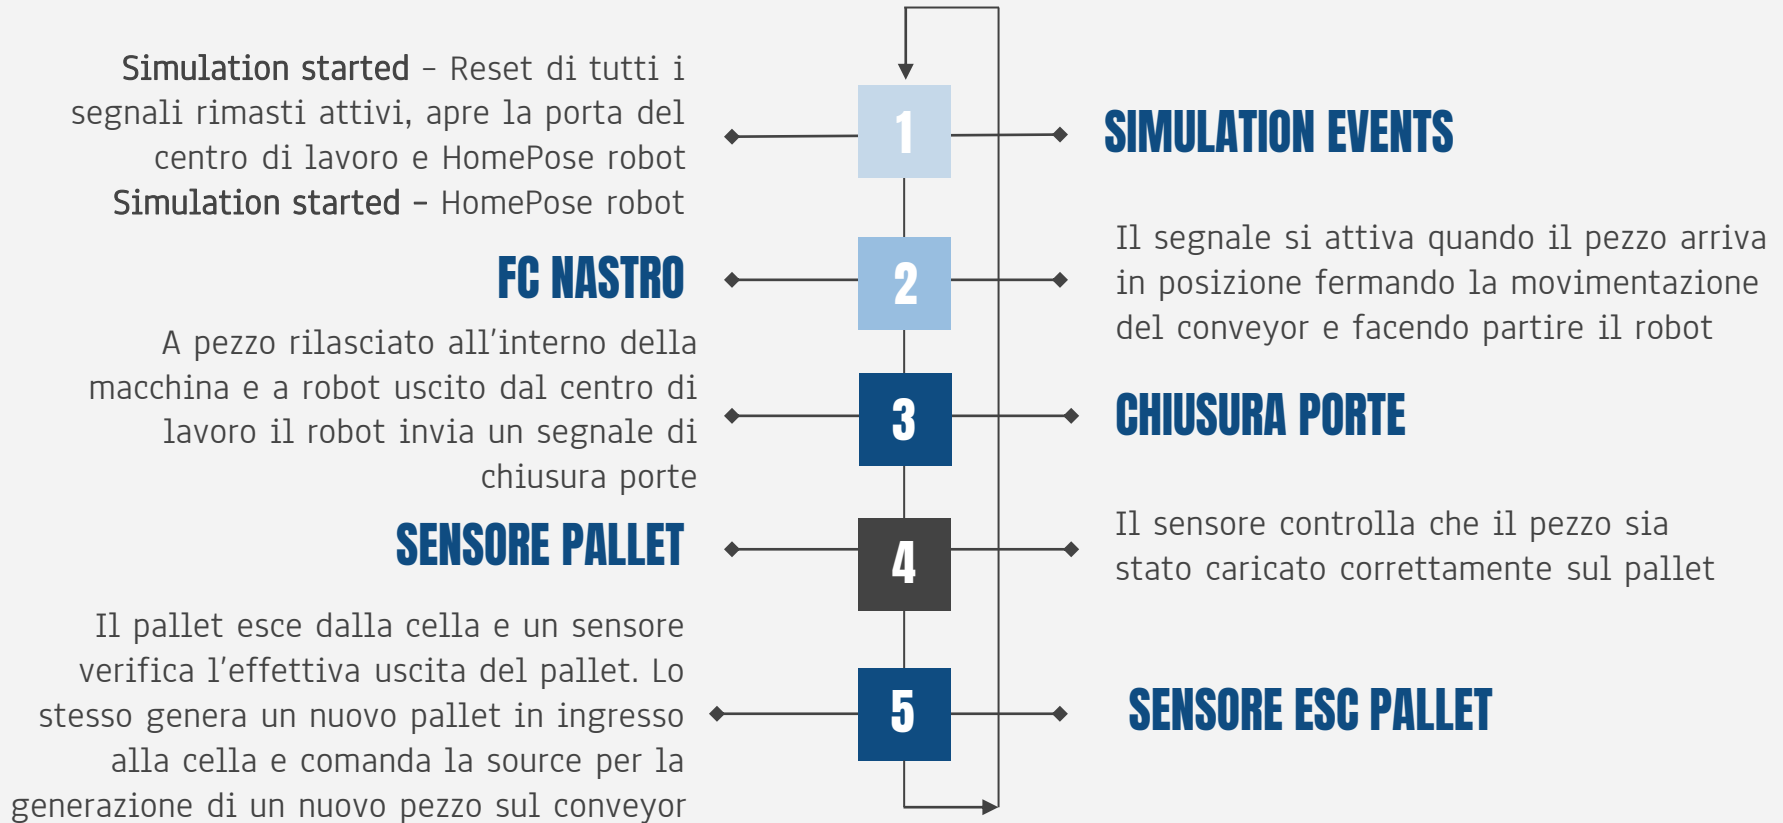 Simulation started – Reset di tutti i
segnali rimasti attivi, apre la porta del
centro di lavoro e HomePose robot
Simulation started – HomePose robot
1
SIMULATION EVENTS
FC NASTRO
2
Il segnale si attiva quando il pezzo arriva
in posizione fermando la movimentazione
del conveyor e facendo partire il robot
A pezzo rilasciato all'interno della
macchina e a robot uscito dal centro di
lavoro il robot invia un segnale di
chiusura porte
3
CHIUSURA PORTE
SENSORE PALLET
4
Il sensore controlla che il pezzo sia
stato caricato correttamente sul pallet
Il pallet esce dalla cella e un sensore
verifica l'effettiva uscita del pallet. Lo
stesso genera un nuovo pallet in ingresso
alla cella e comanda la source per la
generazione di un nuovo pezzo sul conveyor
5
SENSORE ESC PALLET